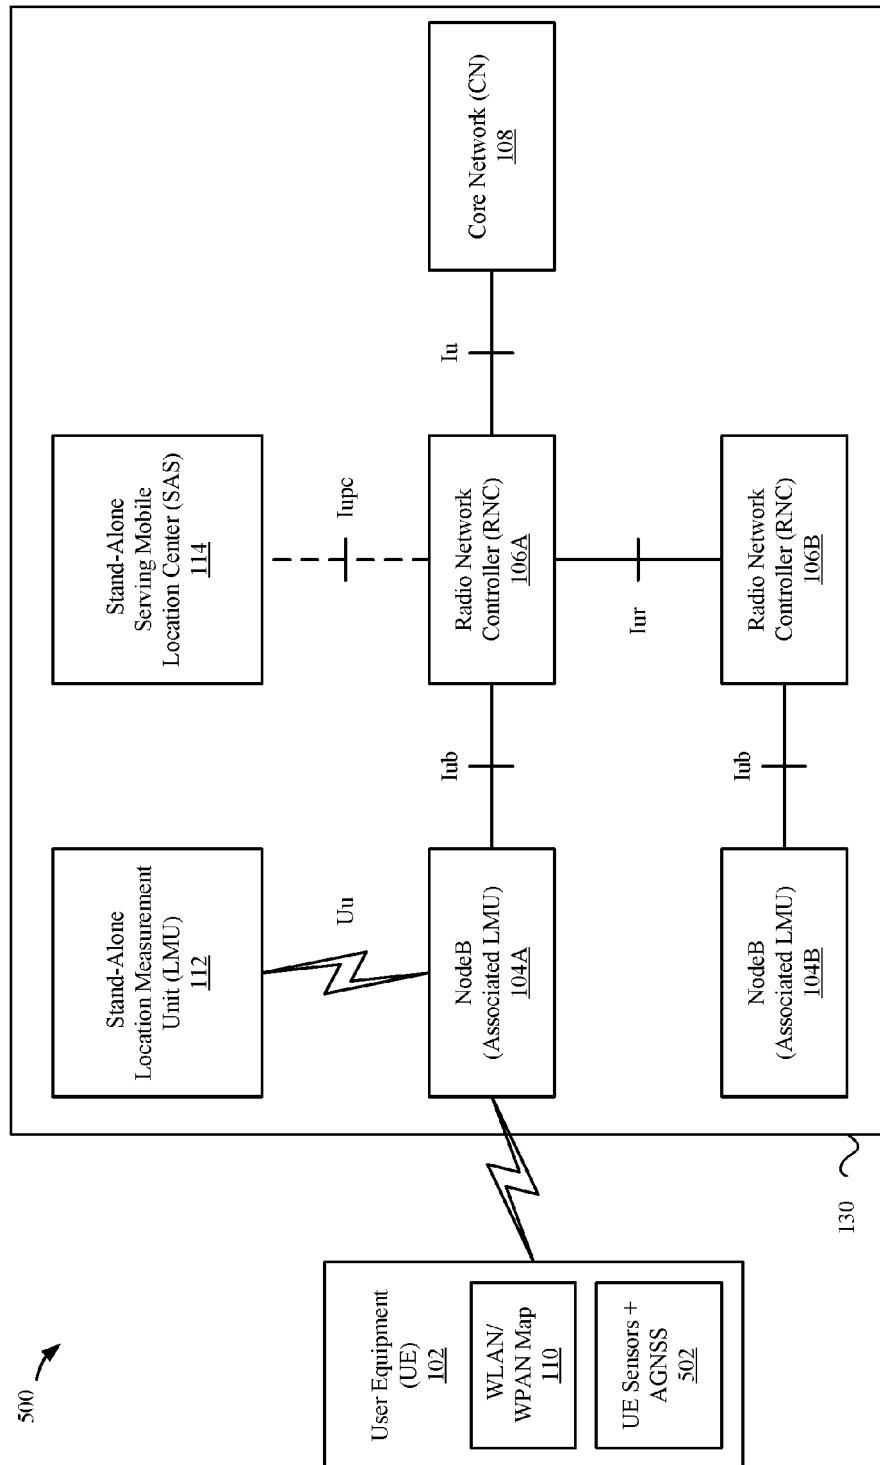 500
User Equipment
(UE)
102
WLAN/
WPAN Map
110
UE Sensors +
AGNSS
502
130
Stand-Alone
Location Measurement
Unit (LMU)
112
Uu
NodeB
(Associated LMU)
104A
NodeB
(Associated LMU)
104B
Iub
Iub
Stand-Alone
Serving Mobile
Location Center (SAS)
114
Iupc
Radio Network
Controller (RNC)
106A
Iur
Radio Network
Controller (RNC)
106B
Iu
Core Network (CN)
108